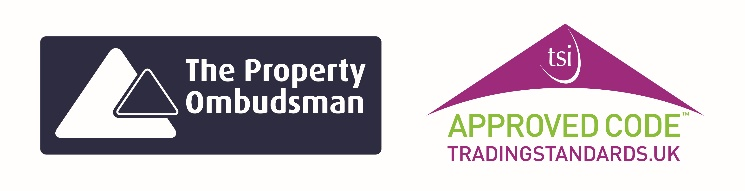 The Property
Ombudsman
tsi
APPROVED CODE™
TRADINGSTANDARDS.UK